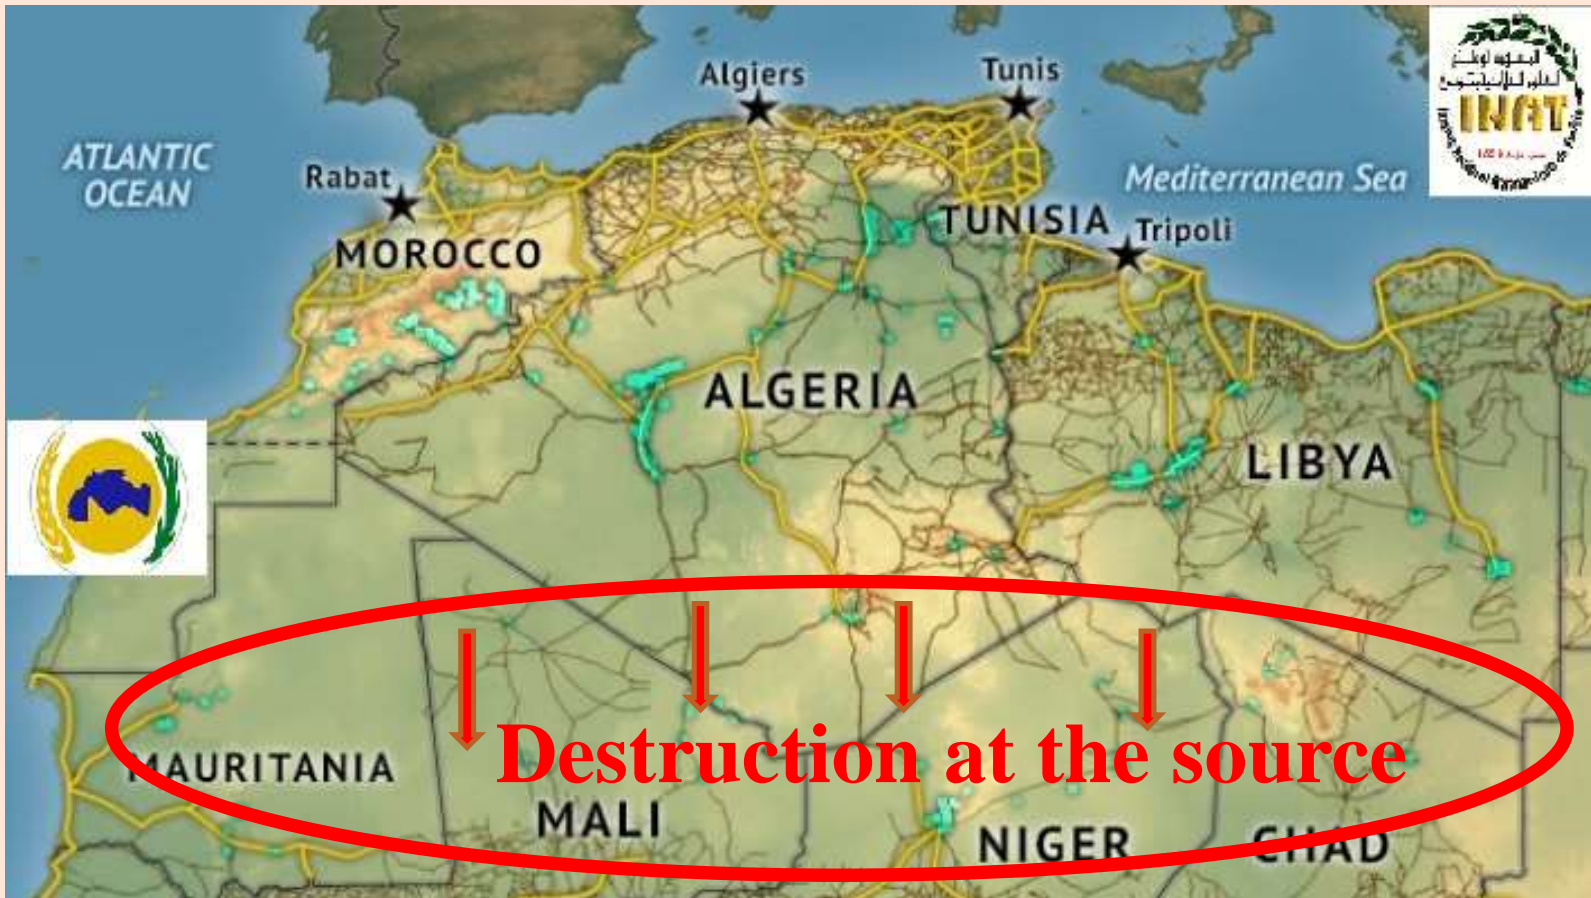 Algiers
Tunis
INAT
ATLANTIC
OCEAN
Rabat
Mediterranean Sea
TUNISIA
Tripoli
MOROCCO
ALGERIA
LIBYA
Destruction at the source
MAURITANIA
MALI
NIGER
CHAD